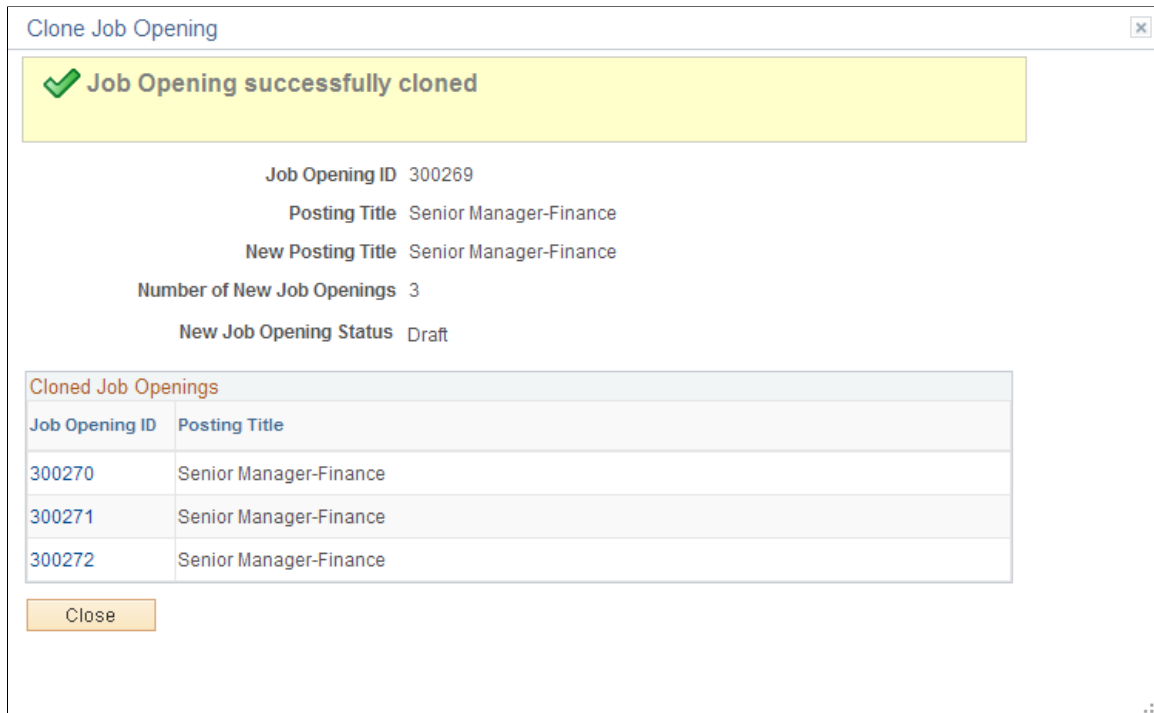 Clone Job Opening
Job Opening successfully cloned
Job Opening ID 300269
Posting Title Senior Manager-Finance
New Posting Title Senior Manager-Finance
Number of New Job Openings 3
New Job Opening Status Draft
Cloned Job Openings
Job Opening ID Posting Title
300270 Senior Manager-Finance
300271 Senior Manager-Finance
300272 Senior Manager-Finance
Close